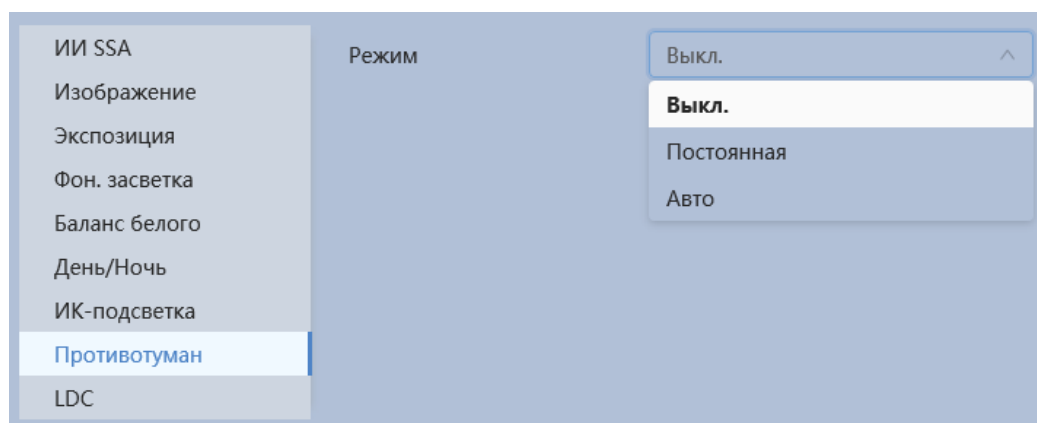 ИИ SSA
Изображение
Экспозиция
Фон. засветка
Баланс белого
День/Ночь
ИК-подсветка
Противотуман
LDC
Режим
Выкл.
Выкл.
Постоянная
Авто